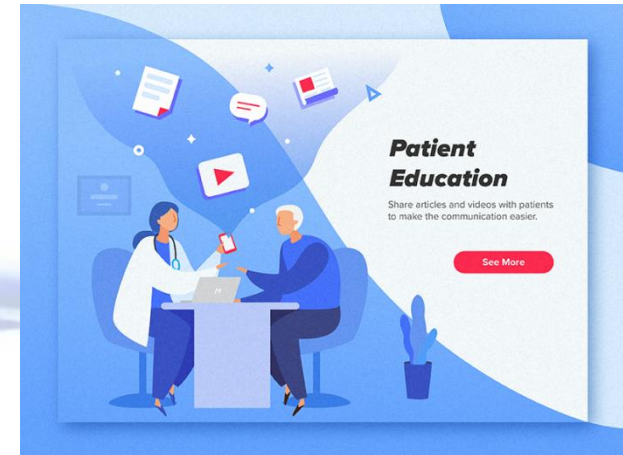 Patient
Education
Share articles and videos with patients
to make the communication easier.
See More